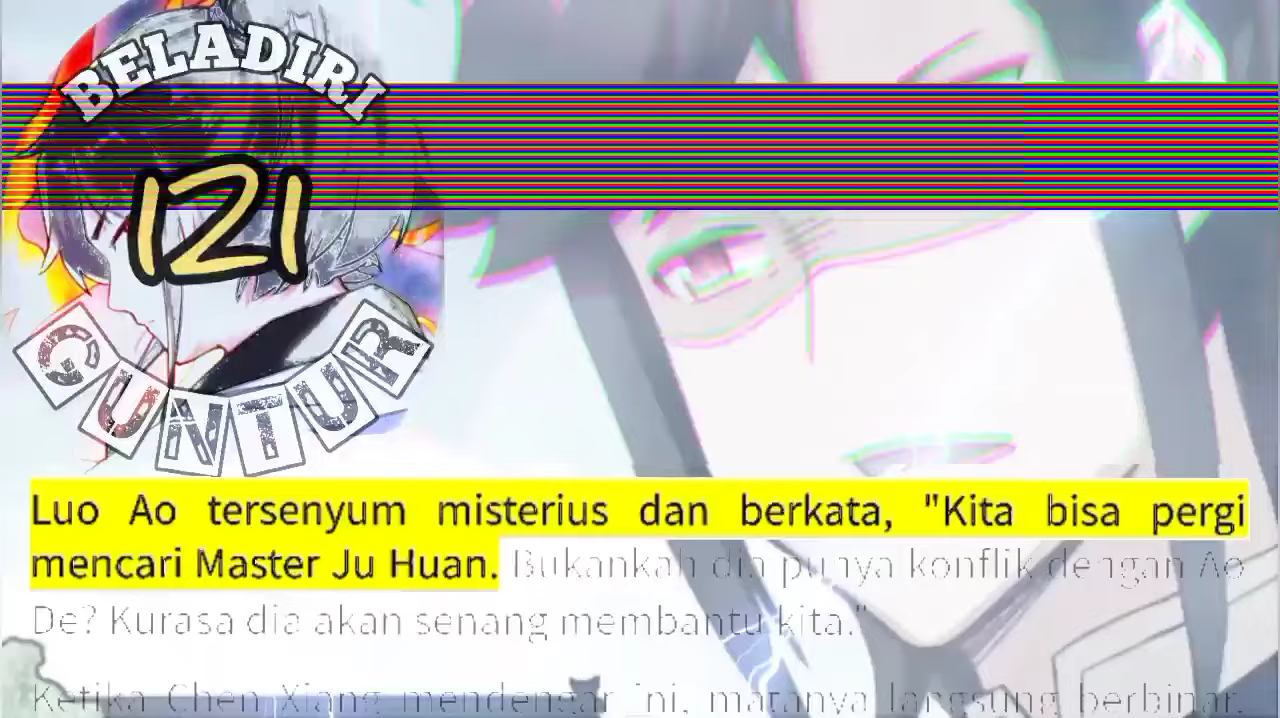 BELADIRI
121
GUNTUR
Luo Ao tersenyum misterius dan berkata, "Kita bisa pergi
mencari Master Ju Huan. Bukankah dia punya konflik dengan Ao
De? Kurasa dia akan senang membantu kita."
Ketika Chen Xiang mendengar ini, matanya langsung berbinar.